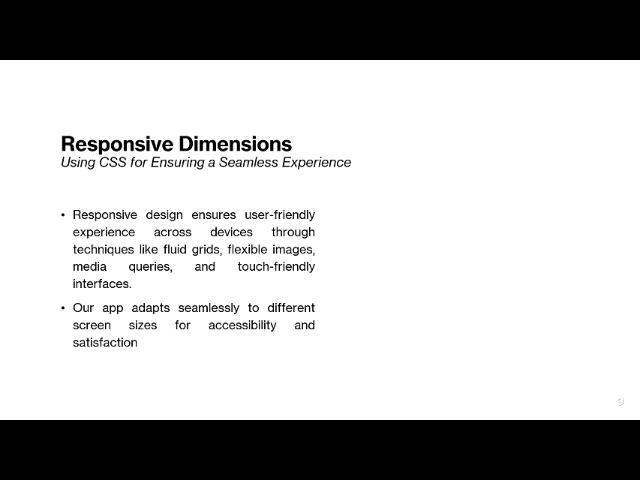 Responsive Dimensions
Using CSS for Ensuring a Seamless Experience
• Responsive design ensures user-friendly
experience across devices through
techniques like fluid grids, flexible images,
media queries, and touch-friendly
interfaces.
• Our app adapts seamlessly to different
screen sizes for accessibility and
satisfaction
9